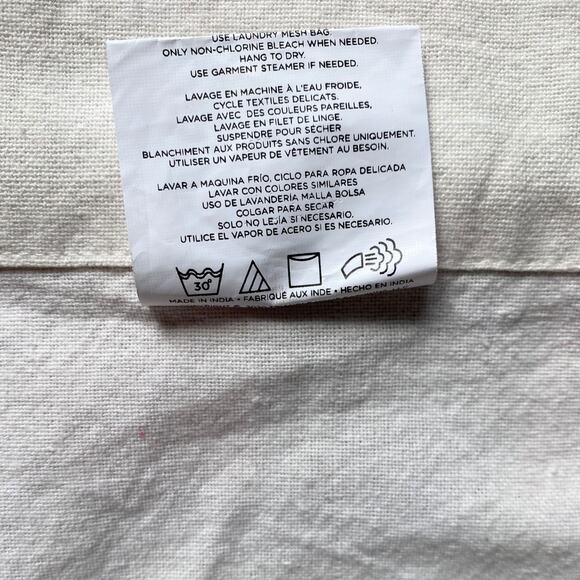 USE LAUNDRY MESH BAG.
ONLY NON-CHLORINE BLEACH WHEN NEEDED.
HANG TO DRY.
USE GARMENT STEAMER IF NEEDED.
LAVAGE EN MACHINE À L'EAU FROIDE,
CYCLE TEXTILES DELICATS.
LAVAGE AVEC DES COULEURS PAREILLES,
LAVAGE EN FILET DE LINGE.
SUSPENDRE POUR SÉCHER
BLANCHIMENT AUX PRODUITS SANS CHLORE UNIQUEMENT.
UTILISER UN VAPEUR DE VÊTEMENT AU BESOIN.
LAVAR A MAQUINA FRÍO, CICLO PARA ROPA DELICADA
LAVAR CON COLORES SIMILARES
USO DE LAVANDERÍA MALLA BOLSA
COLGAR PARA SECAR
SOLO NO LEJÍA SI NECESARIO.
UTILICE EL VAPOR DE ACERO SI ES NECESARIO.
30°
MADE IN INDIA • FABRIQUÉ AUX INDE • HECHO EN INDIA